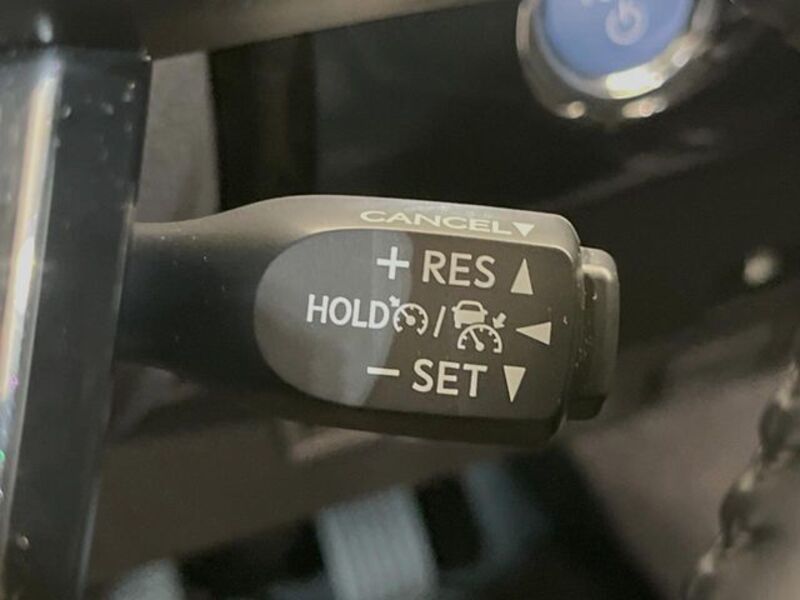 CANCEL▼
+ RES ▲
HOLD / ◀
− SET ▼